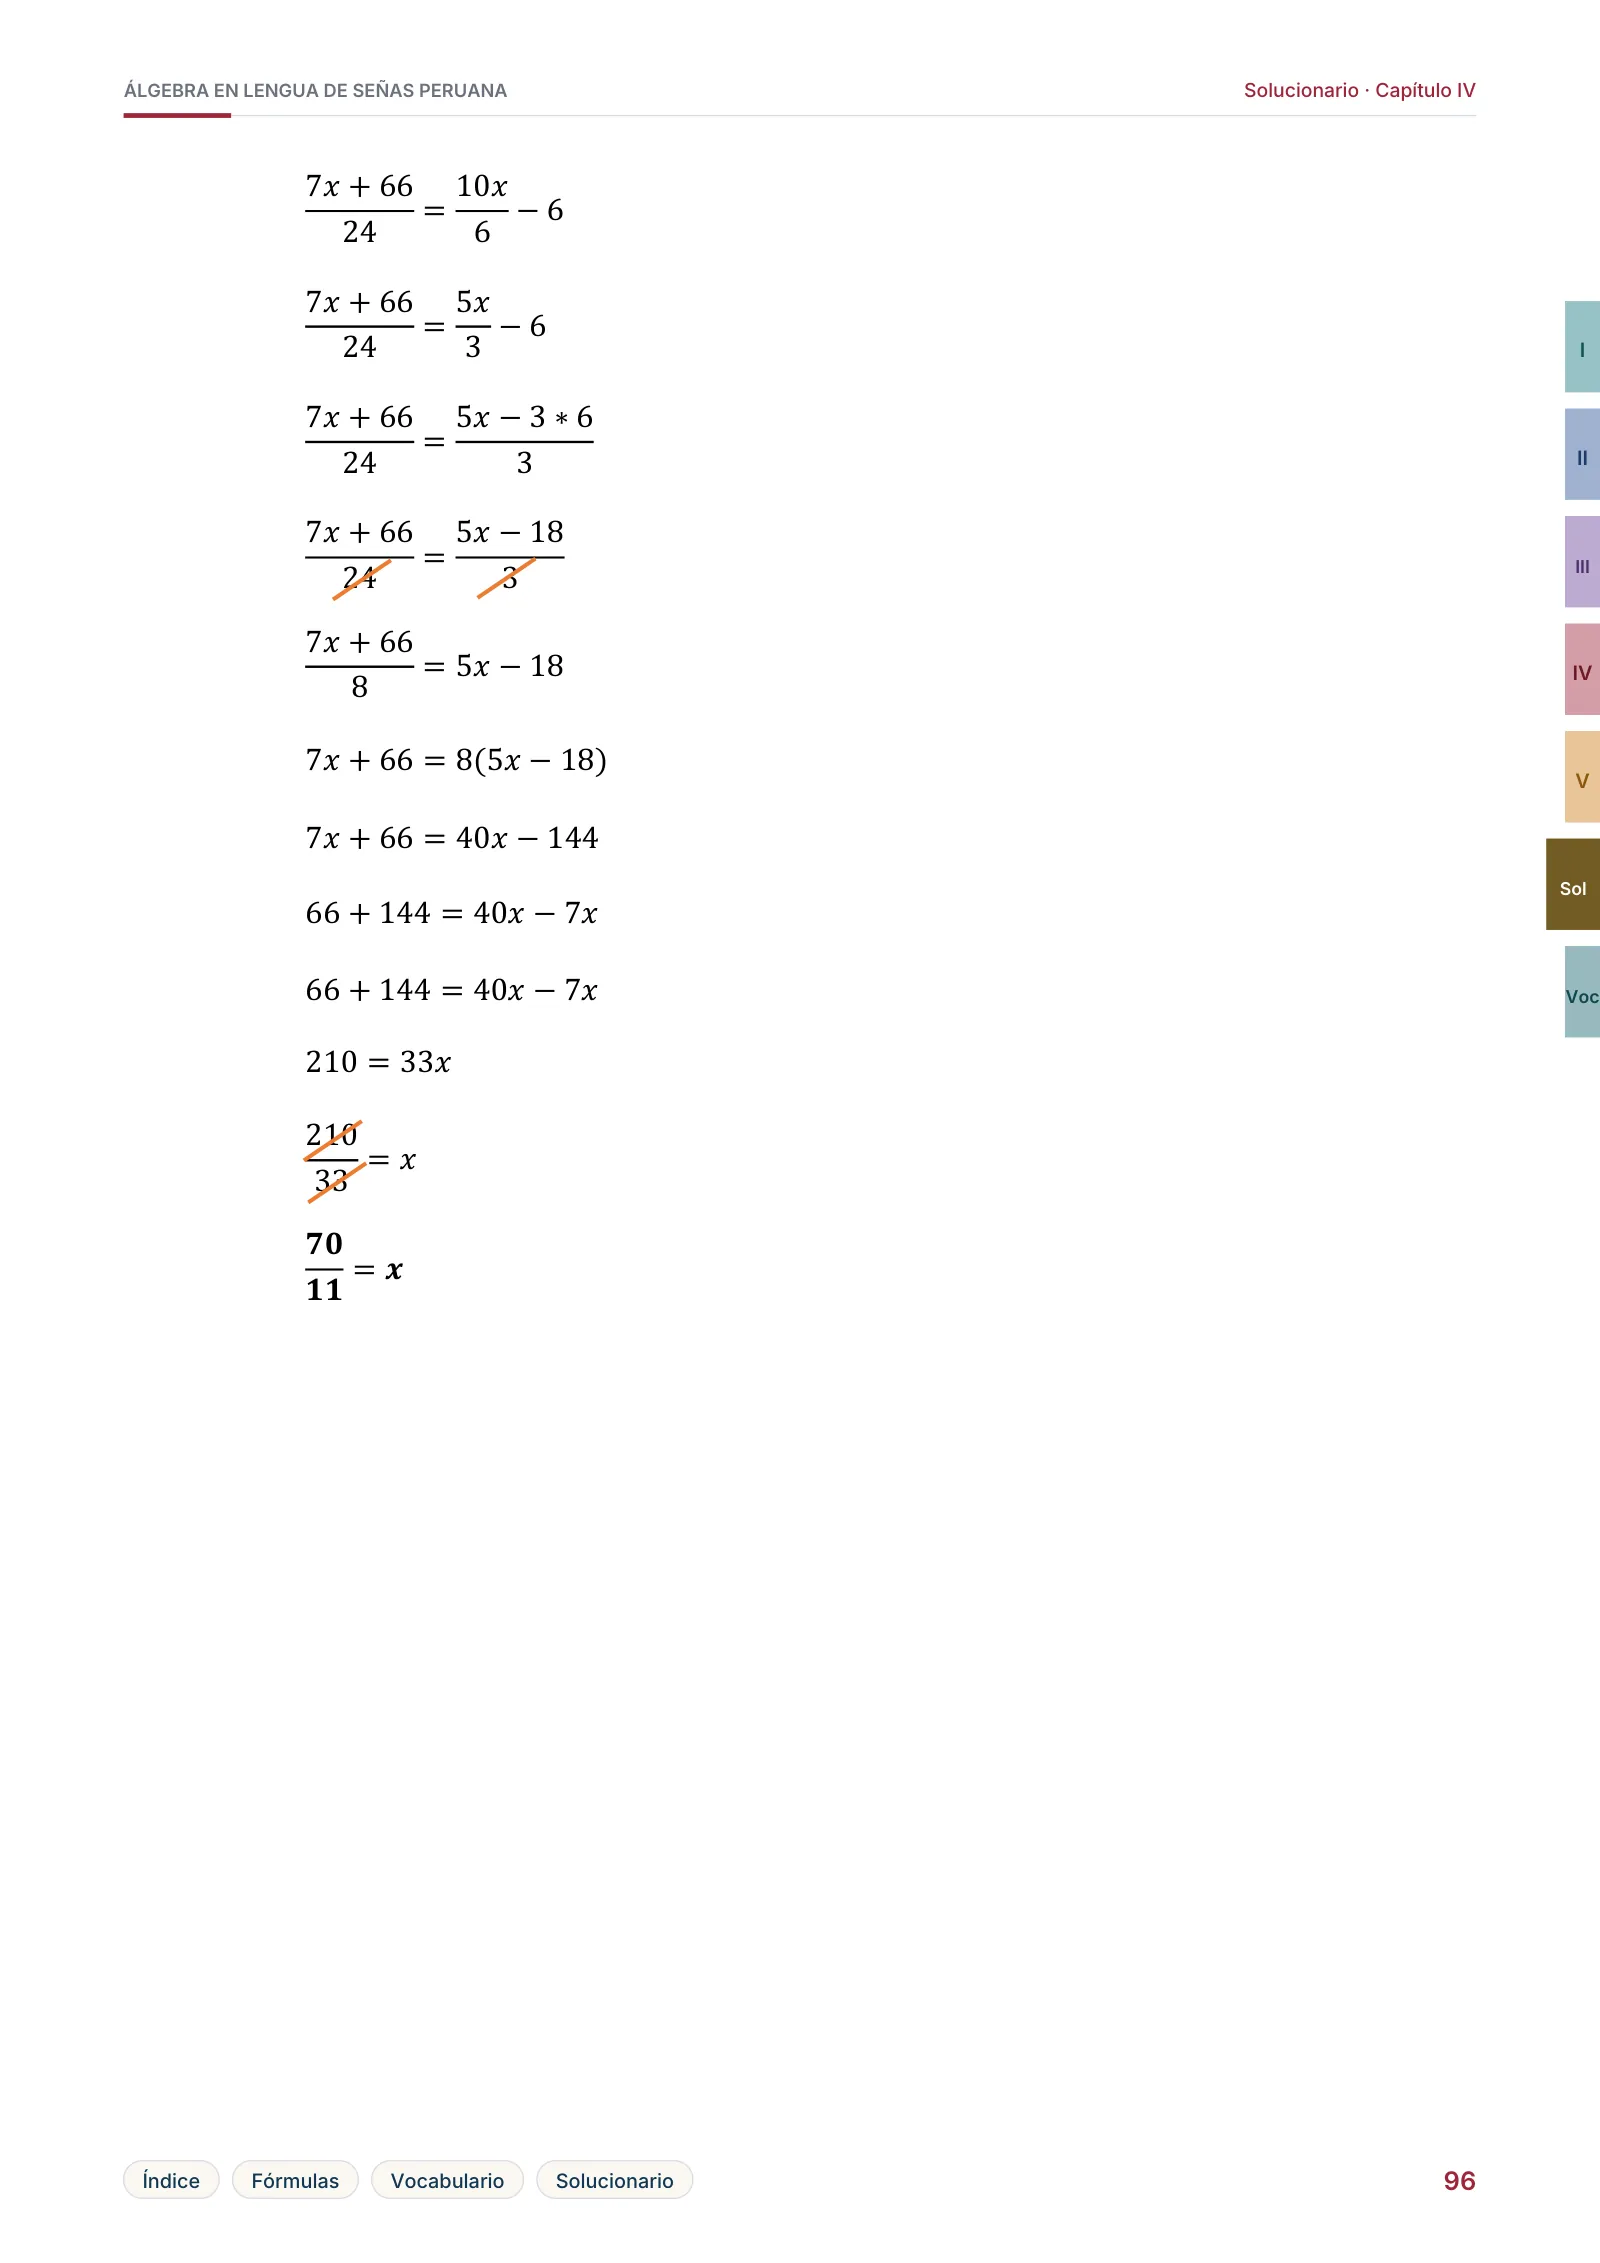 ÁLGEBRA EN LENGUA DE SEÑAS PERUANA
Solucionario · Capítulo IV
(7x + 66)/24 = 10x/6 − 6
(7x + 66)/24 = 5x/3 − 6
(7x + 66)/24 = (5x − 3 ∗ 6)/3
(7x + 66)/24 = (5x − 18)/3
(7x + 66)/8 = 5x − 18
7x + 66 = 8(5x − 18)
7x + 66 = 40x − 144
66 + 144 = 40x − 7x
66 + 144 = 40x − 7x
210 = 33x
210/33 = x
70/11 = x
I
II
III
IV
V
Sol
Voc
Índice Fórmulas Vocabulario Solucionario
96